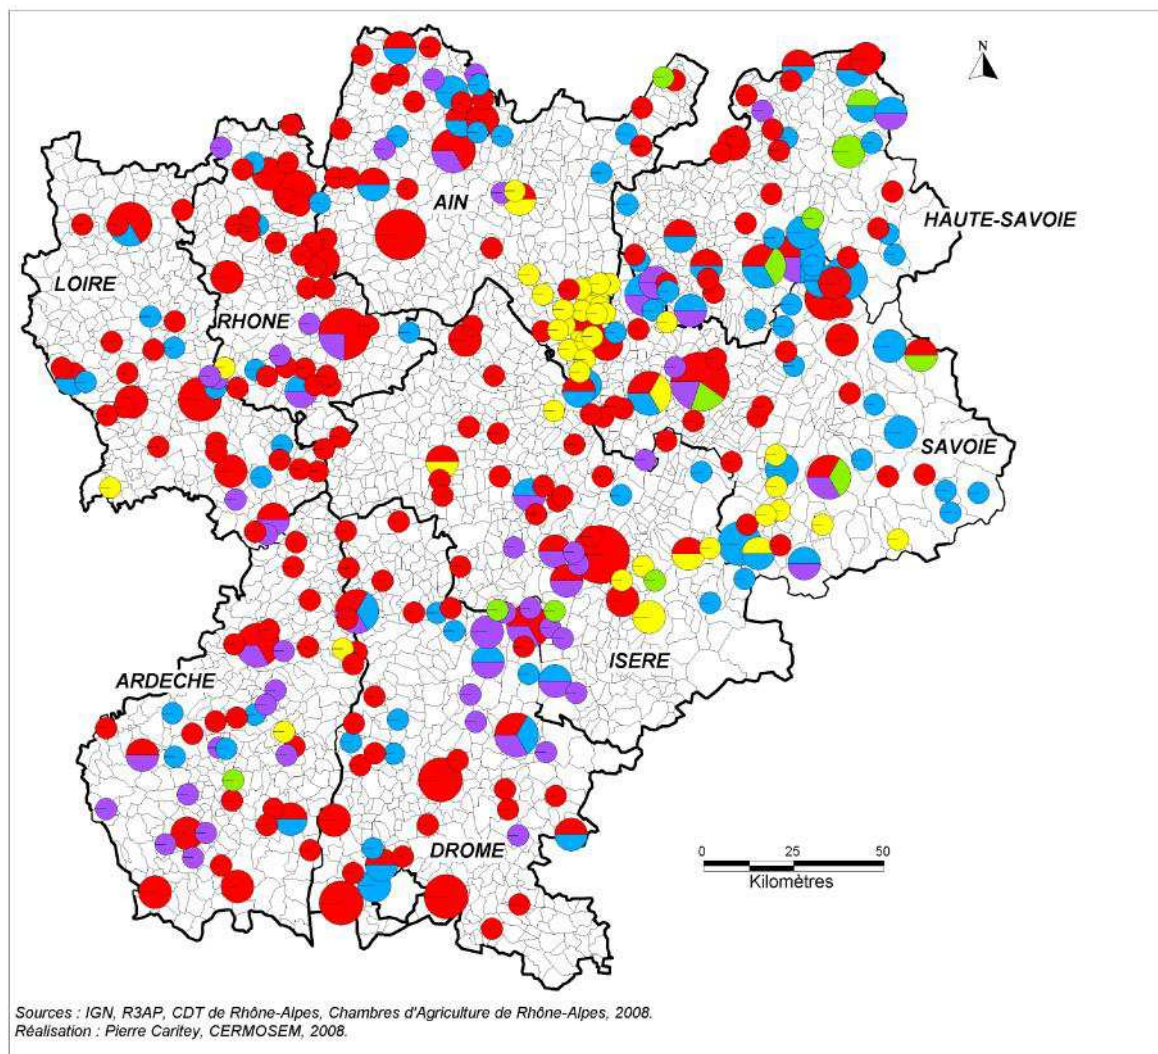 N
AIN
HAUTE-SAVOIE
LOIRE
RHONE
SAVOIE
ISERE
ARDECHE
DROME
0 25 50
Kilomètres
Sources : IGN, R3AP, CDT de Rhône-Alpes, Chambres d'Agriculture de Rhône-Alpes, 2008.
Réalisation : Pierre Caritey, CERMOSEM, 2008.